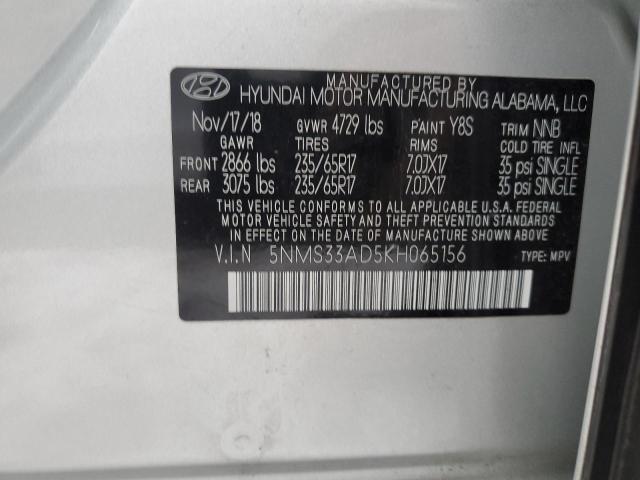 MANUFACTURED BY
HYUNDAI MOTOR MANUFACTURING ALABAMA, LLC
Nov/17/18 GVWR 4729 lbs PAINT Y8S TRIM NNB
GAWR TIRES RIMS COLD TIRE INFL
FRONT 2866 lbs 235/65R17 7.0JX17 35 psi SINGLE
REAR 3075 lbs 235/65R17 7.0JX17 35 psi SINGLE
THIS VEHICLE CONFORMS TO ALL APPLICABLE U.S.A. FEDERAL
MOTOR VEHICLE SAFETY AND THEFT PREVENTION STANDARDS
IN EFFECT ON THE DATE OF MANUFACTURE SHOWN ABOVE.
V.I.N 5NMS33AD5KH065156 TYPE: MPV